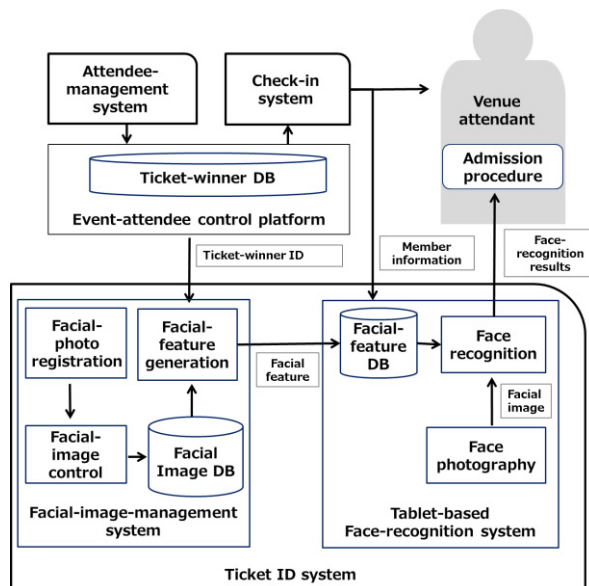 Attendee-
management
system
Check-in
system
Venue
attendant
Admission
procedure
Ticket-winner DB
Event-attendee control platform
Ticket-winner ID
Member
information
Face-
recognition
results
Facial-
photo
registration
Facial-
feature
generation
Facial
feature
Facial-
feature
DB
Face
recognition
Facial
image
Facial-
image
control
Facial
Image DB
Face
photography
Facial-image-management
system
Tablet-based
Face-recognition system
Ticket ID system